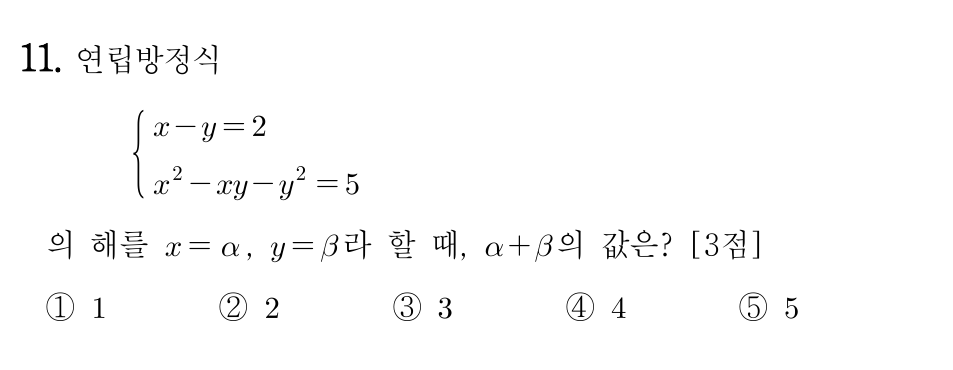 11. 연립방정식
x-y=2
x²-xy-y²=5
의 해를 x=α, y=β라 할 때, α+β의 값은? [3점]
① 1 ② 2 ③ 3 ④ 4 ⑤ 5